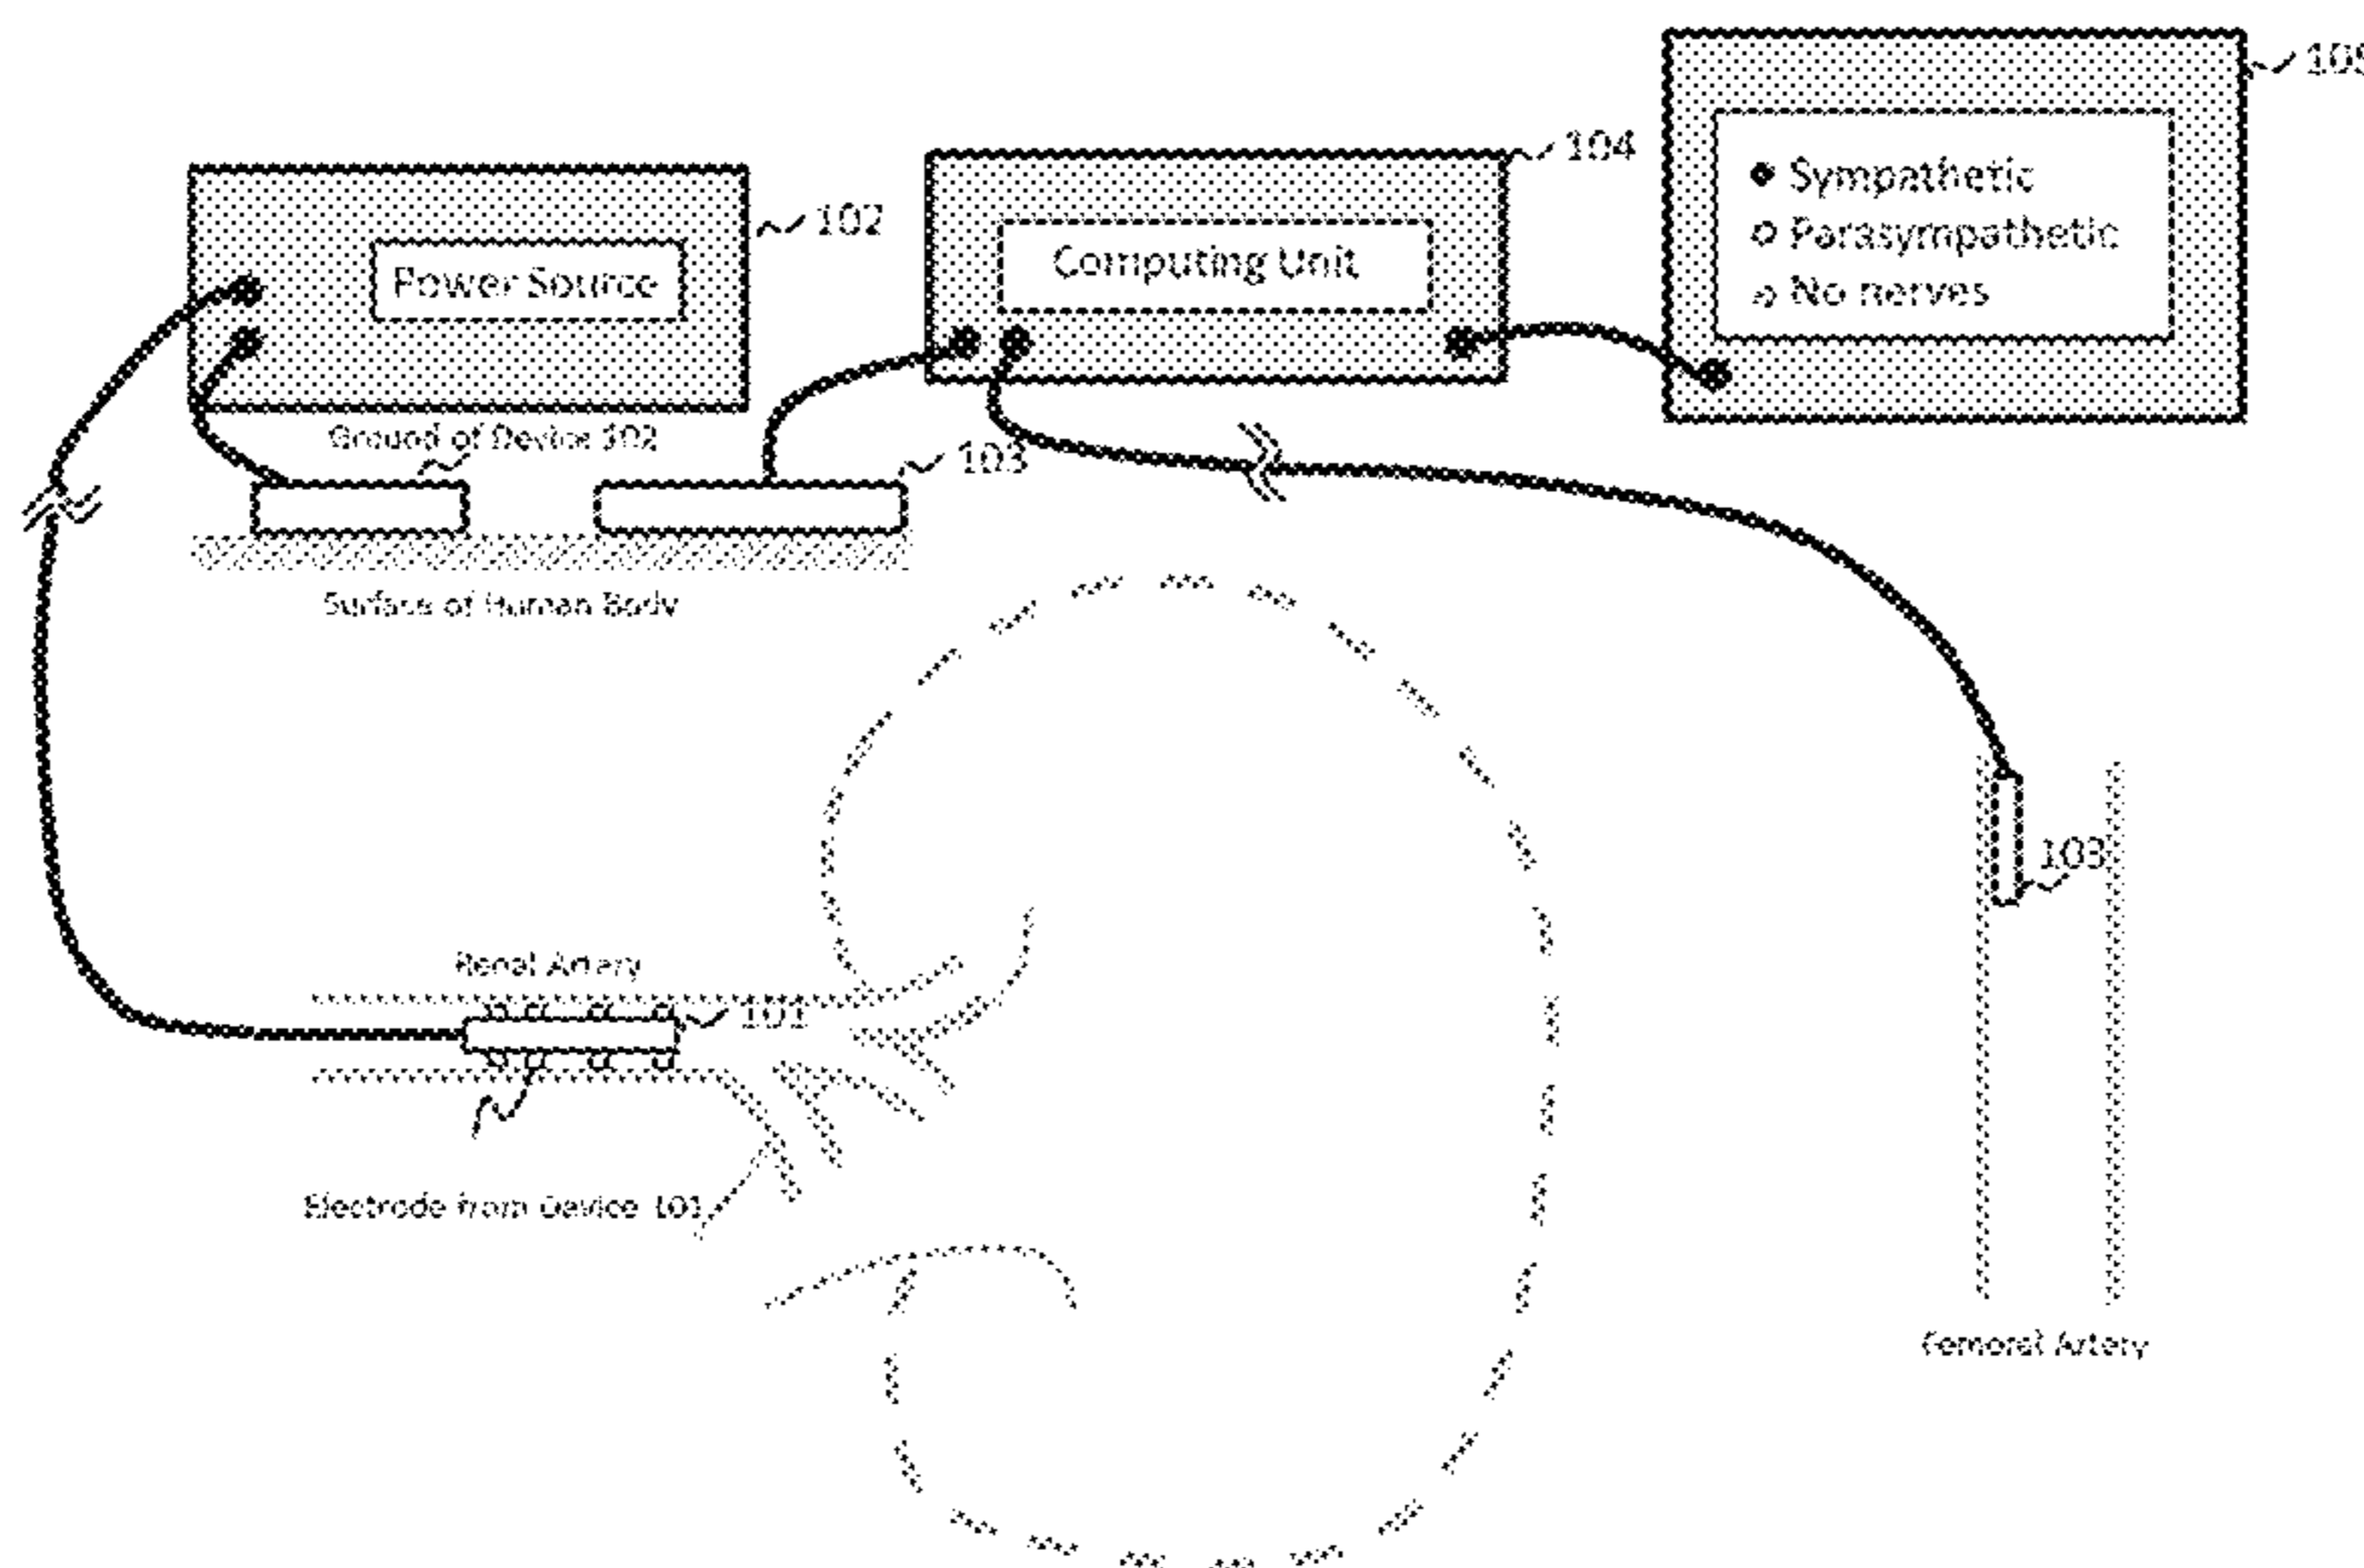 105
104
Sympathetic
102
Parasympathetic
Computing Unit
Power Source
No nerves
Ground of Device 102
103
Surface of Human Body
103
Renal Artery
101
Electrode from Device 101
Femoral Artery